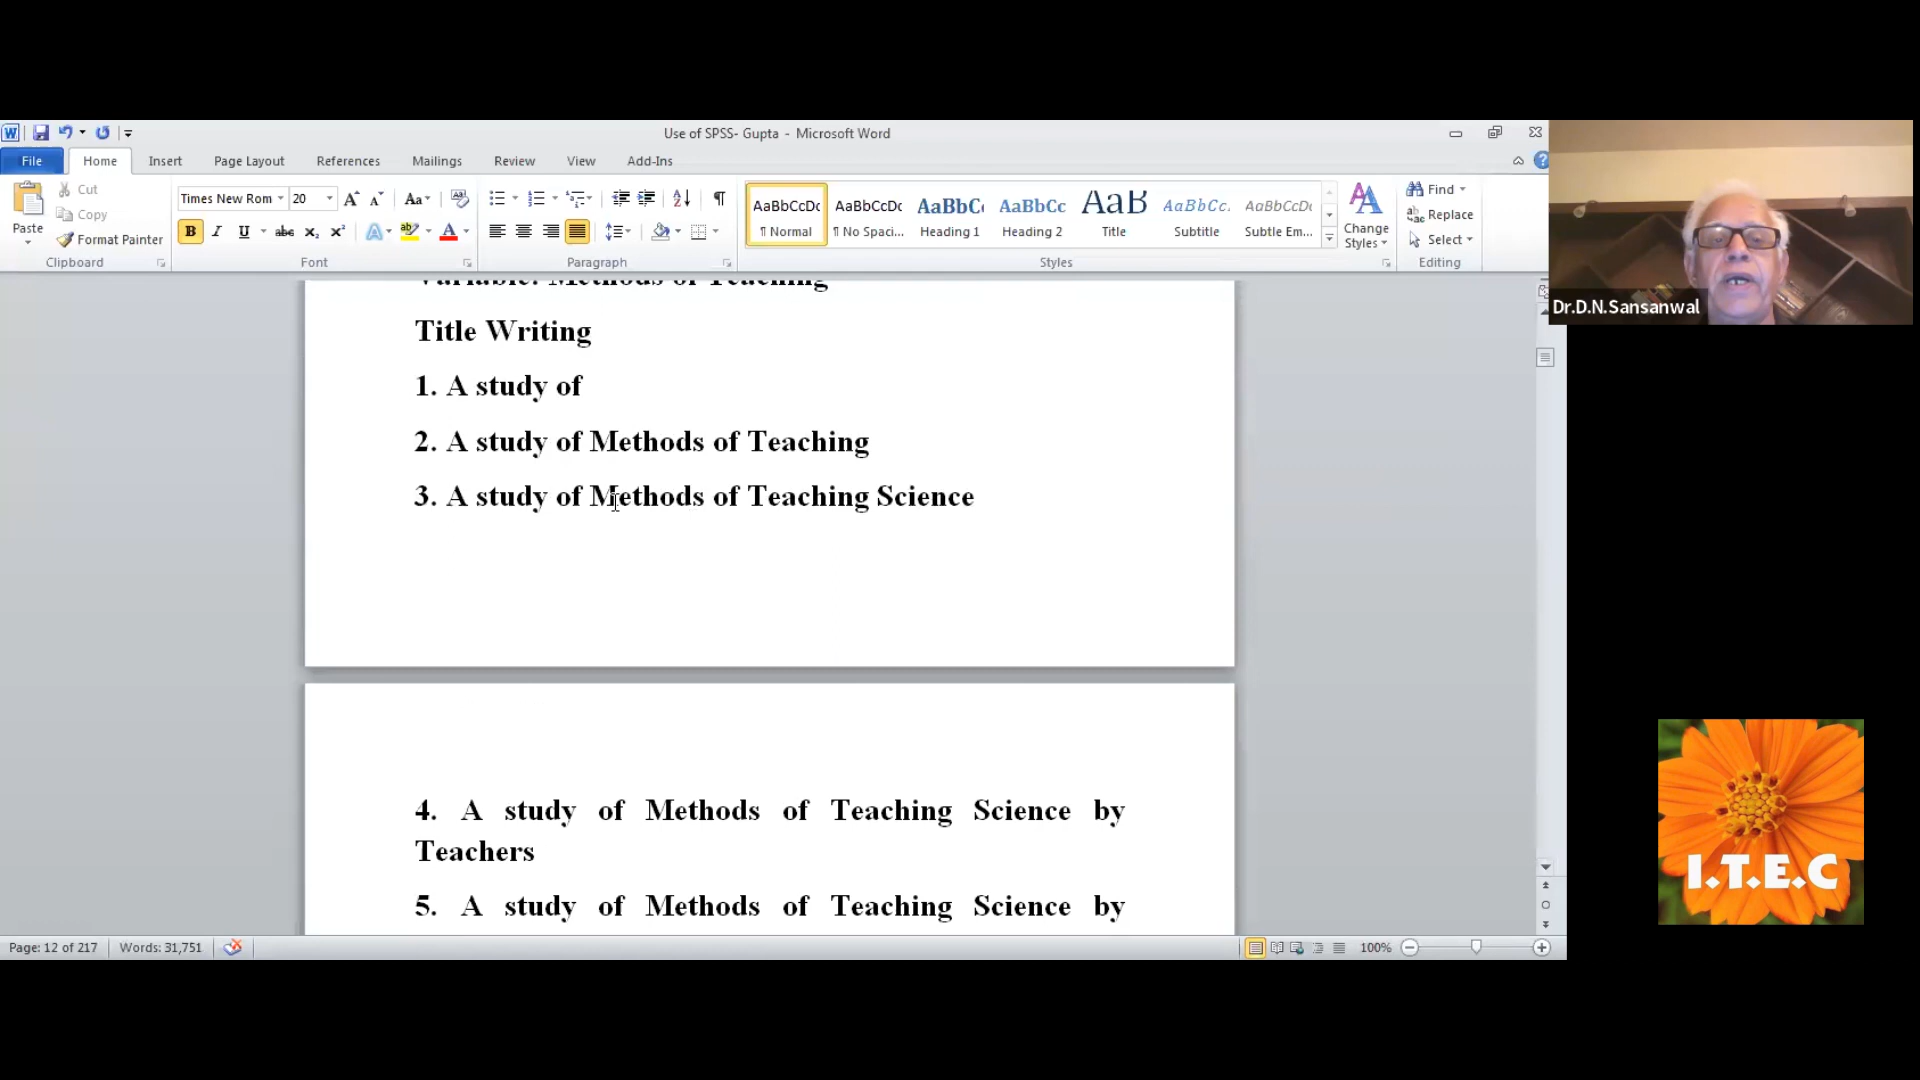 Use of SPSS- Gupta - Microsoft Word
File Home Insert Page Layout References Mailings Review View Add-Ins
Cut
Copy
Format Painter
Paste
Clipboard
Times New Rom 20
Font
Paragraph
AaBbCcDc AaBbCcDc AaBbC AaBbCc AaB AaBbCc. AaBbCcDc
¶ Normal ¶ No Spaci... Heading 1 Heading 2 Title Subtitle Subtle Em...
Styles
Change
Styles
Find
Replace
Select
Editing
Dr.D.N.Sansanwal
Variable: Methods of Teaching
Title Writing
1. A study of
2. A study of Methods of Teaching
3. A study of Methods of Teaching Science
4. A study of Methods of Teaching Science by
Teachers
5. A study of Methods of Teaching Science by
I.T.E.C
Page: 12 of 217 Words: 31,751 100%